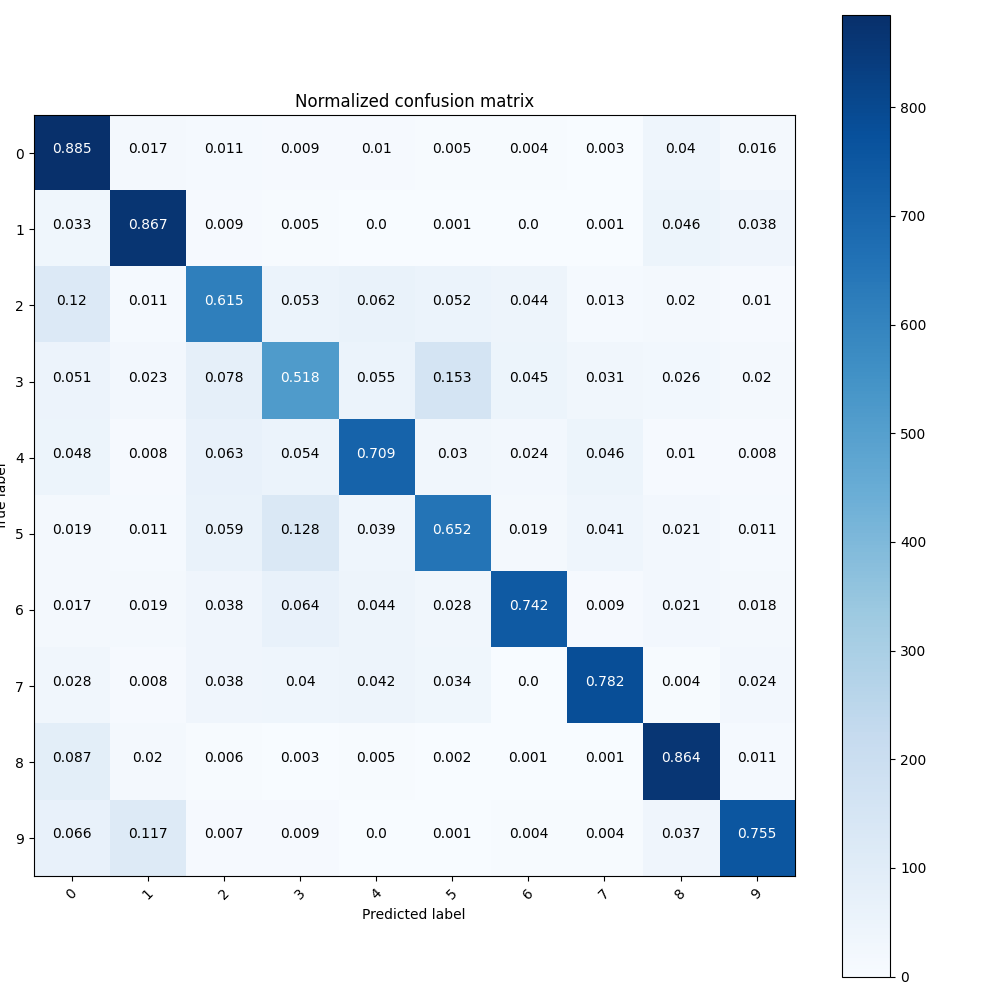 Normalized confusion matrix
0 0.885 0.017 0.011 0.009 0.01 0.005 0.004 0.003 0.04 0.016
1 0.033 0.867 0.009 0.005 0.0 0.001 0.0 0.001 0.046 0.038
2 0.12 0.011 0.615 0.053 0.062 0.052 0.044 0.013 0.02 0.01
3 0.051 0.023 0.078 0.518 0.055 0.153 0.045 0.031 0.026 0.02
4 0.048 0.008 0.063 0.054 0.709 0.03 0.024 0.046 0.01 0.008
5 0.019 0.011 0.059 0.128 0.039 0.652 0.019 0.041 0.021 0.011
6 0.017 0.019 0.038 0.064 0.044 0.028 0.742 0.009 0.021 0.018
7 0.028 0.008 0.038 0.04 0.042 0.034 0.0 0.782 0.004 0.024
8 0.087 0.02 0.006 0.003 0.005 0.002 0.001 0.001 0.864 0.011
9 0.066 0.117 0.007 0.009 0.0 0.001 0.004 0.004 0.037 0.755
0 1 2 3 4 5 6 7 8 9
Predicted label
label
800
700
600
500
400
300
200
100
0